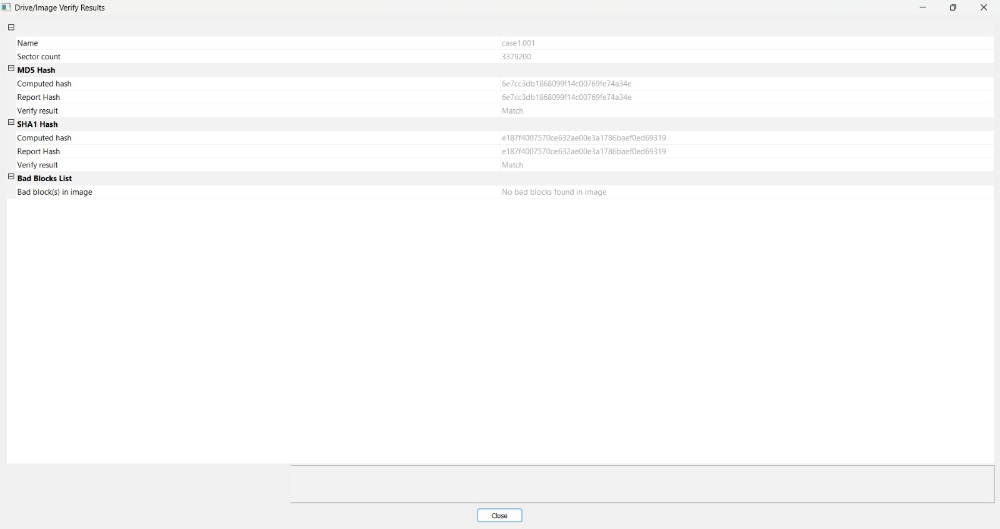 Drive/Image Verify Results
Name case1.001
Sector count 3379200
MD5 Hash
Computed hash 6e7cc3db1868099f14c00769fe74a34e
Report Hash 6e7cc3db1868099f14c00769fe74a34e
Verify result Match
SHA1 Hash
Computed hash e187f4007570ce632ae00e3a1786baef0ed69319
Report Hash e187f4007570ce632ae00e3a1786baef0ed69319
Verify result Match
Bad Blocks List
Bad block(s) in image No bad blocks found in image
Close